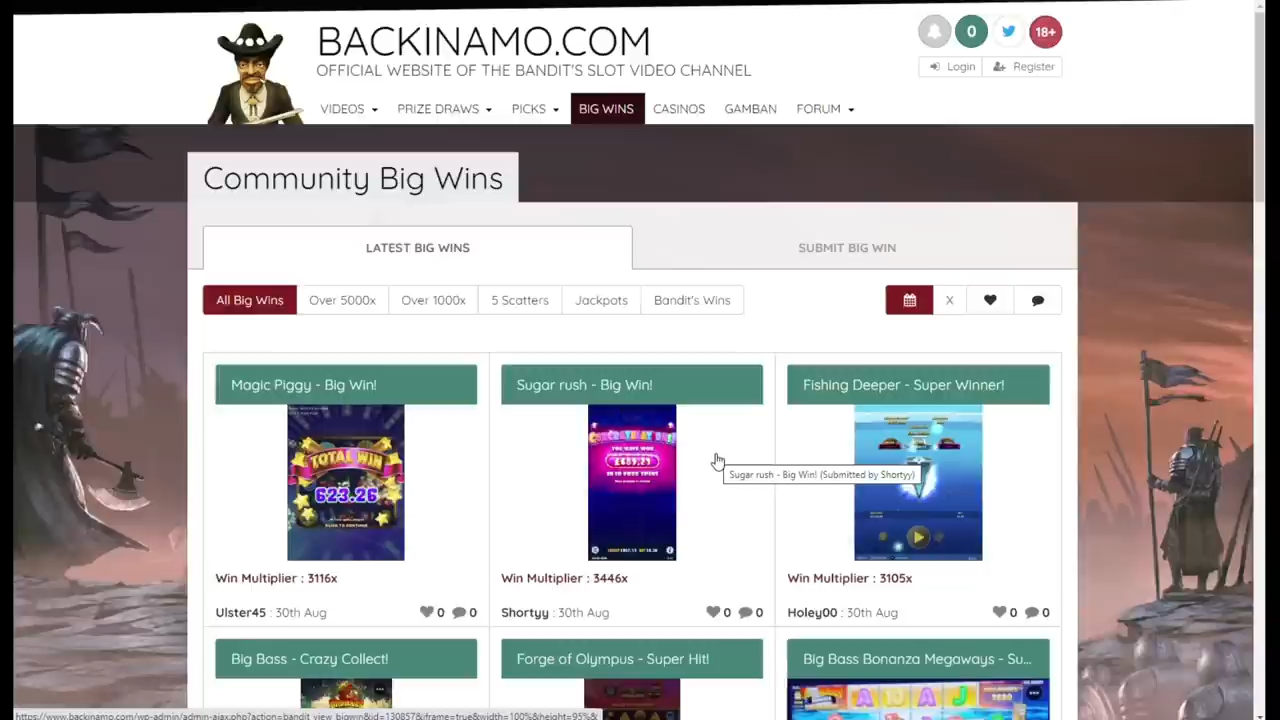 BACKINAMO.COM
OFFICIAL WEBSITE OF THE BANDIT'S SLOT VIDEO CHANNEL
0
18+
Login
Register
VIDEOS
PRIZE DRAWS
PICKS
BIG WINS
CASINOS
GAMBAN
FORUM
Community Big Wins
LATEST BIG WINS
SUBMIT BIG WIN
All Big Wins
Over 5000x
Over 1000x
5 Scatters
Jackpots
Bandit's Wins
X
Magic Piggy - Big Win!
Sugar rush - Big Win!
Fishing Deeper - Super Winner!
TOTAL WIN
623.26
Sugar rush - Big Win! (Submitted by Shortyy)
Win Multiplier : 3116x
Win Multiplier : 3446x
Win Multiplier : 3105x
Ulster45 : 30th Aug
0
0
Shortyy : 30th Aug
0
0
Holey00 : 30th Aug
0
0
Big Bass - Crazy Collect!
Forge of Olympus - Super Hit!
Big Bass Bonanza Megaways - Su...
https://www.backinamo.com/wp-admin/admin-ajax.php?action=bandit_view_bigwin&id=130857&iframe=true&width=100%&height=95%&